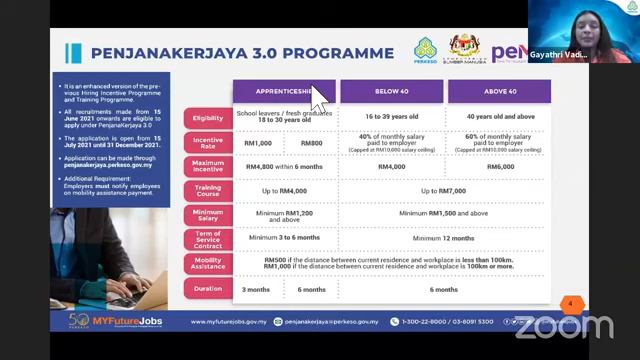 Gayathri Vadi...
PENJANAKERJAYA 3.0 PROGRAMME
PERKESO
KEMENTERIAN
SUMBER MANUSIA
It is an enhanced version of the pre-
vious Hiring Incentive Programme
and Training Programme.
All recruitments made from 15
June 2021 onwards are eligible
to apply under PenjanaKerjaya 3.0
The application is open from 15
July 2021 until 31 December 2021.
Application can be made through
penjanakerjaya.perkeso.gov.my
Additional Requirement:
Employers must notify employees
on mobility assistance payment.
APPRENTICESHIP
BELOW 40
ABOVE 40
Eligibility
School leavers / fresh graduates
18 to 30 years old
16 to 39 years old
40 years old and above
Incentive
Rate
RM1,000
RM800
40% of monthly salary
paid to employer
(Capped at RM10,000 salary ceiling)
60% of monthly salary
paid to employer
(Capped at RM10,000 salary ceiling)
Maximum
Incentive
RM4,800 within 6 months
RM4,000
RM6,000
Training
Course
Up to RM4,000
Up to RM7,000
Minimum
Salary
Minimum RM1,200
and above
Minimum RM1,500 and above
Term of
Service
Contract
Minimum 3 to 6 months
Minimum 12 months
Mobility
Assistance
RM500 if the distance between current residence and workplace is less than 100km.
RM1,000 if the distance between current residence and workplace is 100km or more.
Duration
3 months
6 months
6 months
4
50
PERKESO
MYFutureJobs
www.myfuturejobs.gov.my
penjanakerjaya@perkeso.gov.my
1-300-22-8000 / 03-8091 5300
zoom